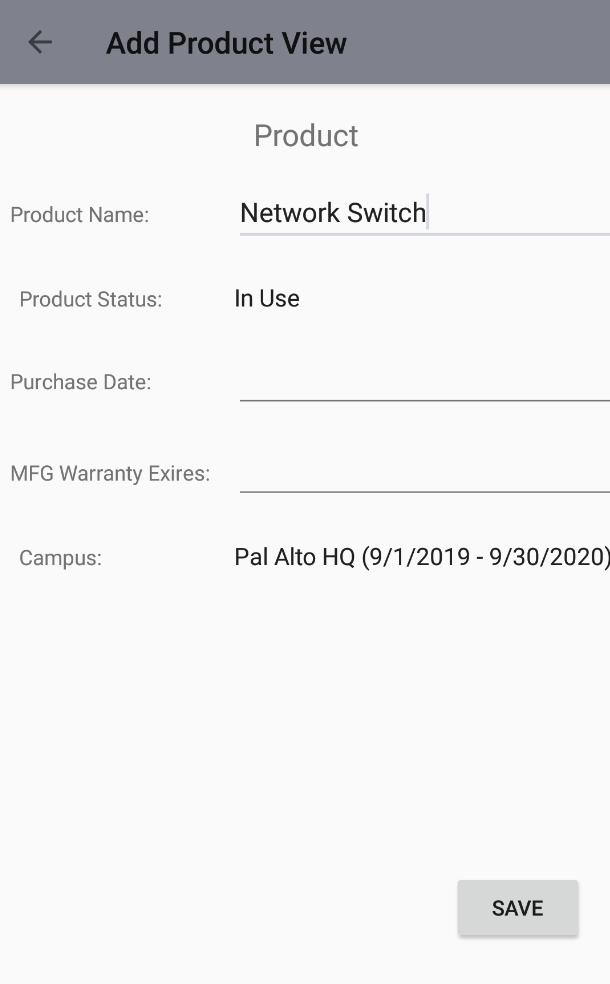 Add Product View
Product
Product Name: Network Switch
Product Status: In Use
Purchase Date:
MFG Warranty Exires:
Campus: Pal Alto HQ (9/1/2019 - 9/30/2020)
SAVE